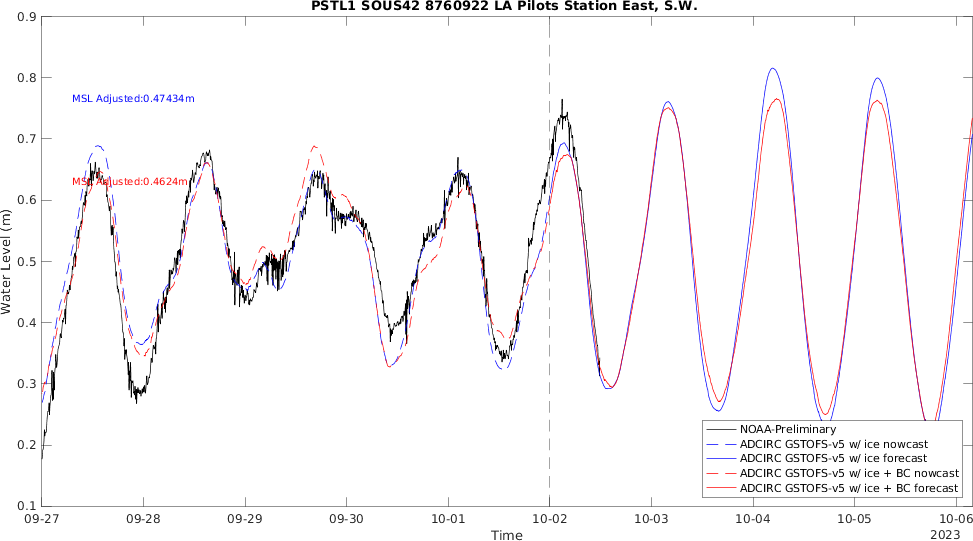 PSTL1 SOUS42 8760922 LA Pilots Station East, S.W.
0.9
0.8
0.7
0.6
0.5
0.4
0.3
0.2
0.1
Water Level (m)
MSL Adjusted:0.47434m
MSL Adjusted:0.4624m
NOAA-Preliminary
ADCIRC GSTOFS-v5 w/ ice nowcast
ADCIRC GSTOFS-v5 w/ ice forecast
ADCIRC GSTOFS-v5 w/ ice + BC nowcast
ADCIRC GSTOFS-v5 w/ ice + BC forecast
09-27 09-28 09-29 09-30 10-01 10-02 10-03 10-04 10-05 10-06
Time
2023